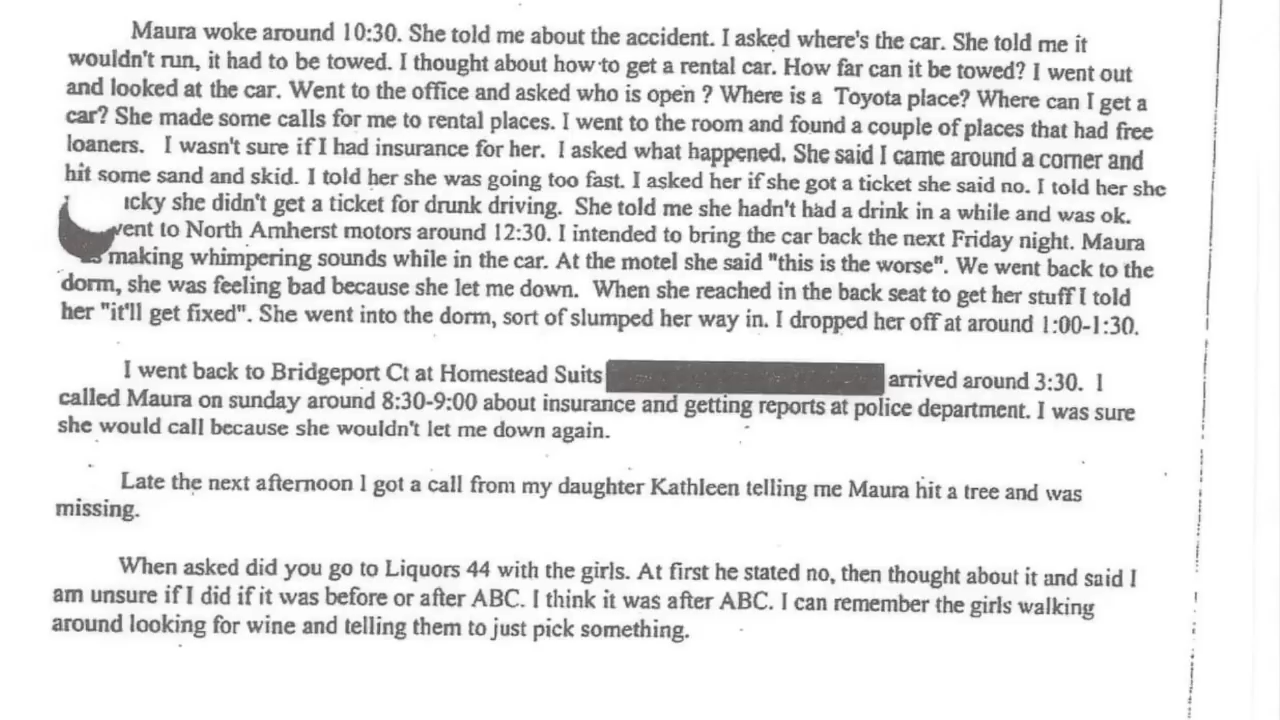 Maura woke around 10:30. She told me about the accident. I asked where's the car. She told me it
wouldn't run, it had to be towed. I thought about how to get a rental car. How far can it be towed? I went out
and looked at the car. Went to the office and asked who is open ? Where is a Toyota place? Where can I get a
car? She made some calls for me to rental places. I went to the room and found a couple of places that had free
loaners. I wasn't sure if I had insurance for her. I asked what happened. She said I came around a corner and
hit some sand and skid. I told her she was going too fast. I asked her if she got a ticket she said no. I told her she
icky she didn't get a ticket for drunk driving. She told me she hadn't had a drink in a while and was ok.
ent to North Amherst motors around 12:30. I intended to bring the car back the next Friday night. Maura
making whimpering sounds while in the car. At the motel she said "this is the worse". We went back to the
dorm, she was feeling bad because she let me down. When she reached in the back seat to get her stuff I told
her "it'll get fixed". She went into the dorm, sort of slumped her way in. I dropped her off at around 1:00-1:30.
I went back to Bridgeport Ct at Homestead Suits arrived around 3:30. I
called Maura on sunday around 8:30-9:00 about insurance and getting reports at police department. I was sure
she would call because she wouldn't let me down again.
Late the next afternoon I got a call from my daughter Kathleen telling me Maura hit a tree and was
missing.
When asked did you go to Liquors 44 with the girls. At first he stated no, then thought about it and said I
am unsure if I did if it was before or after ABC. I think it was after ABC. I can remember the girls walking
around looking for wine and telling them to just pick something.